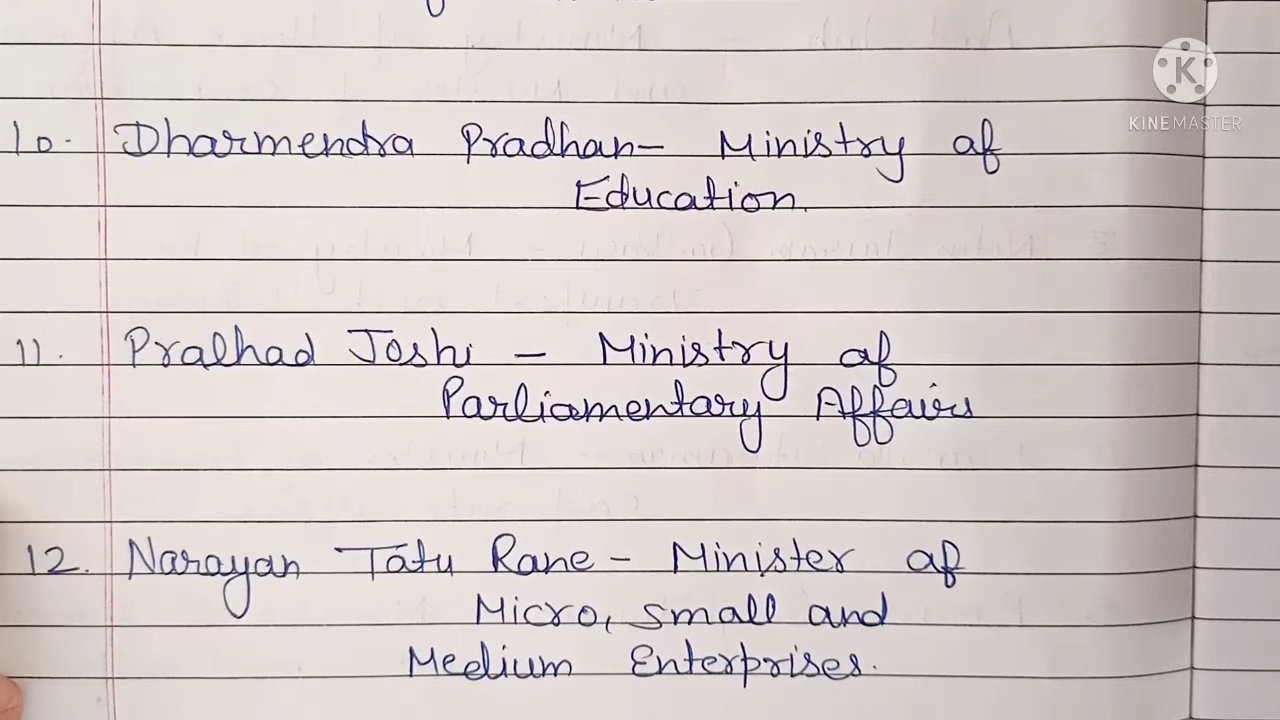 K
KINEMASTER
10. Dharmendra Pradhan- Ministry of
Education.
11. Pralhad Joshi - Ministry of
Parliamentary Affairs
12. Narayan Tatu Rane - Minister of
Micro, small and
Medium Enterprises.